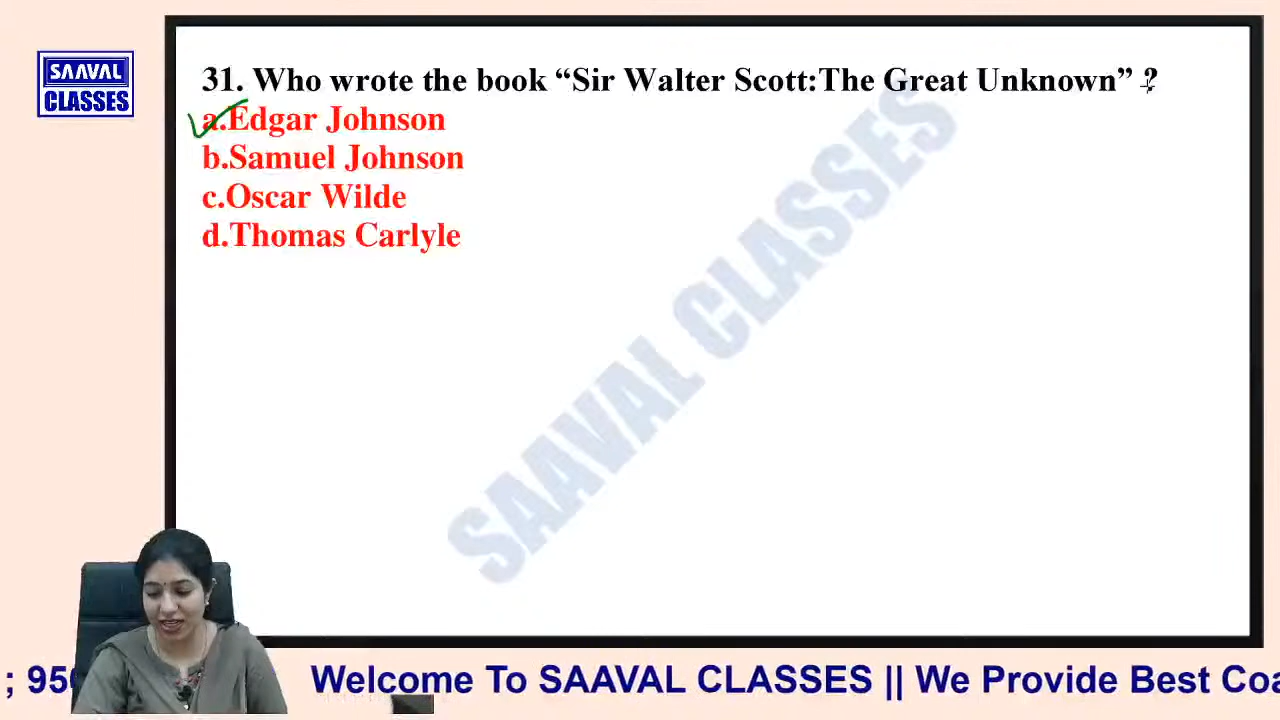 SAAVAL
CLASSES
31. Who wrote the book “Sir Walter Scott:The Great Unknown” ?
a.Edgar Johnson
b.Samuel Johnson
c.Oscar Wilde
d.Thomas Carlyle
SAAVAL CLASSES
; 950 Welcome To SAAVAL CLASSES || We Provide Best Coa